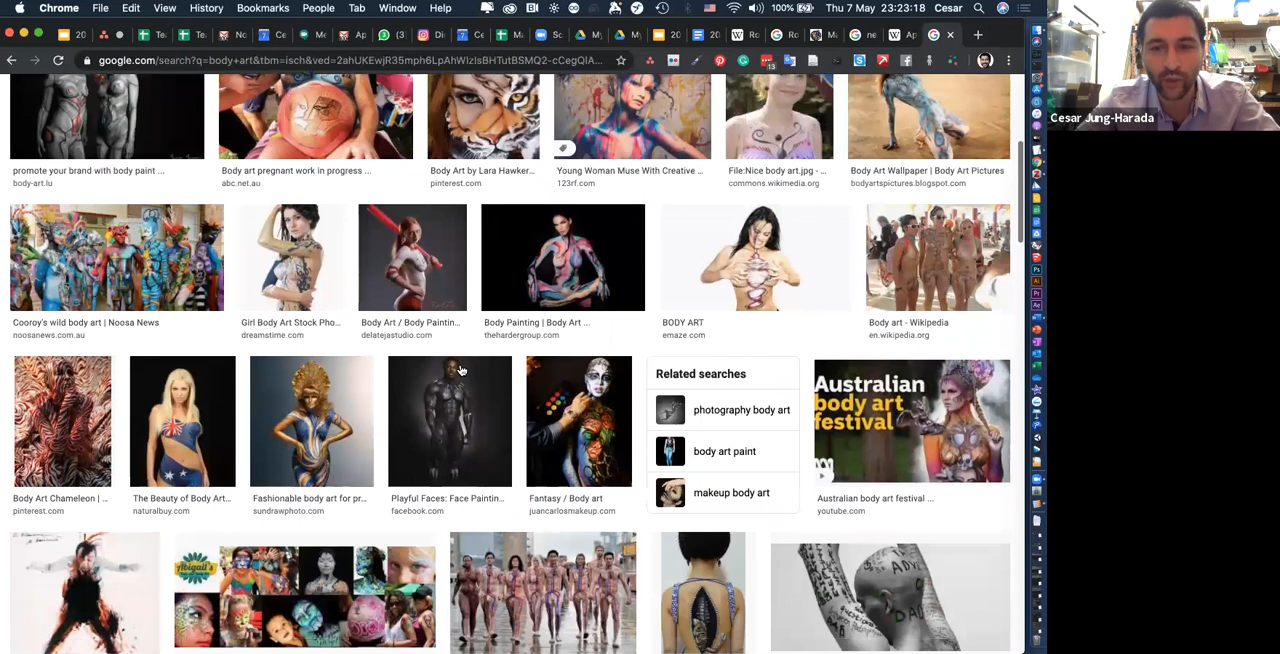 Chrome File Edit View History Bookmarks People Tab Window Help
100% Thu 7 May 23:23:18 Cesar
google.com/search?q=body+art&tbm=isch&ved=2ahUKEwjR35mph6LpAhWIzIsBHTutBSMQ2-cCegQIA...
Cesar Jung-Harada
promote your brand with body paint ...
body-art.lu
Body art pregnant work in progress ...
abc.net.au
Body Art by Lara Hawker...
pinterest.com
Young Woman Muse With Creative ...
123rf.com
File:Nice body art.jpg - ...
commons.wikimedia.org
Body Art Wallpaper | Body Art Pictures
bodyartspictures.blogspot.com
Cooroy's wild body art | Noosa News
noosanews.com.au
Girl Body Art Stock Pho...
dreamstime.com
Body Art / Body Paintin...
delatejastudio.com
Body Painting | Body Art ...
thehardergroup.com
BODY ART
emaze.com
Body art - Wikipedia
en.wikipedia.org
Body Art Chameleon | ...
pinterest.com
The Beauty of Body Art...
naturalbuy.com
Fashionable body art for pr...
sundrawphoto.com
Playful Faces: Face Paintin...
facebook.com
Fantasy / Body art
juancarlosmakeup.com
Related searches
photography body art
body art paint
makeup body art
Australian
body art
festival
Australian body art festival ...
youtube.com
Abigail's